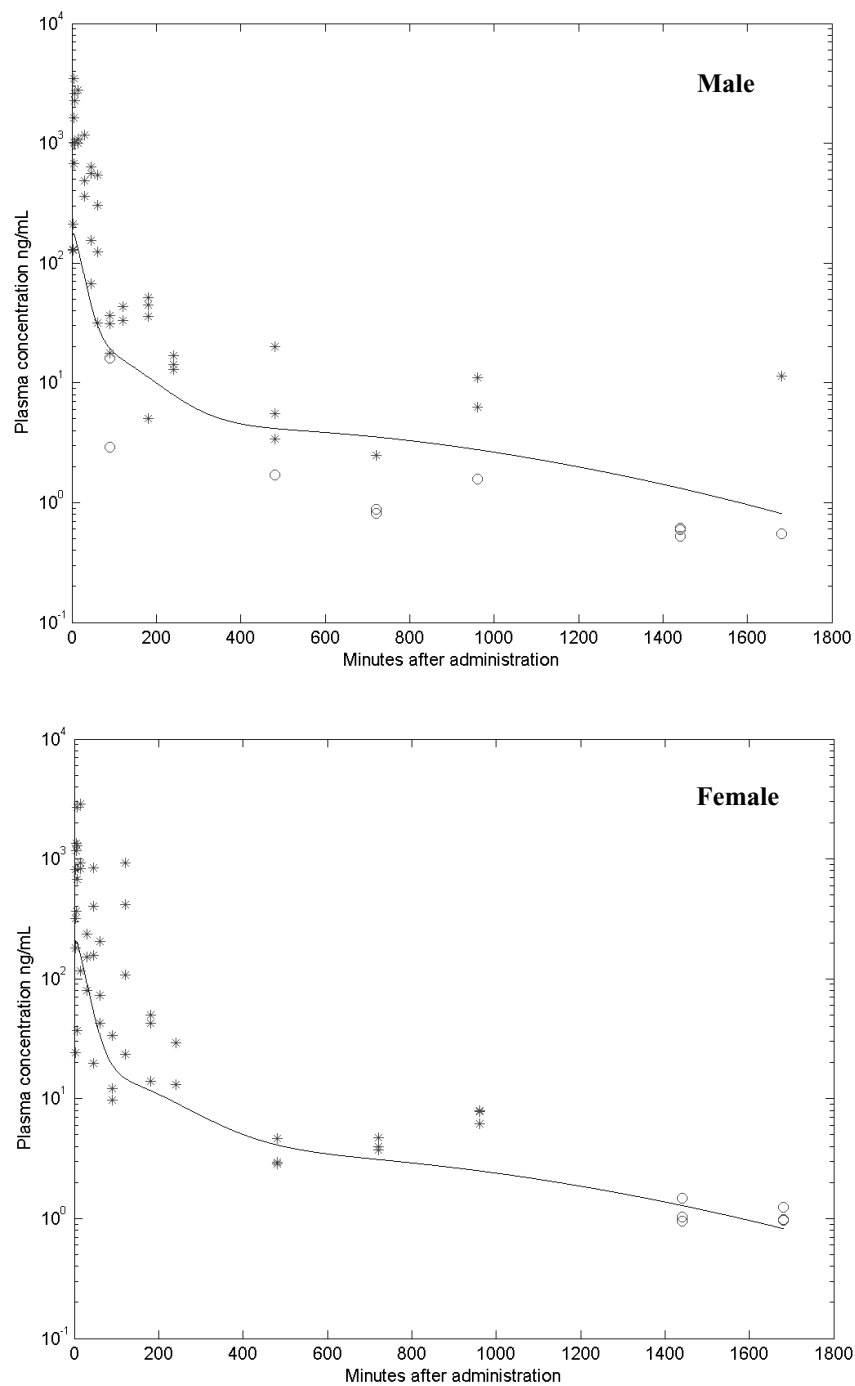 10^4
Male
10^3
10^2
10^1
10^0
10^-1
Plasma concentration ng/mL
0 200 400 600 800 1000 1200 1400 1600 1800
Minutes after administration
10^4
Female
10^3
10^2
10^1
10^0
10^-1
Plasma concentration ng/mL
0 200 400 600 800 1000 1200 1400 1600 1800
Minutes after administration